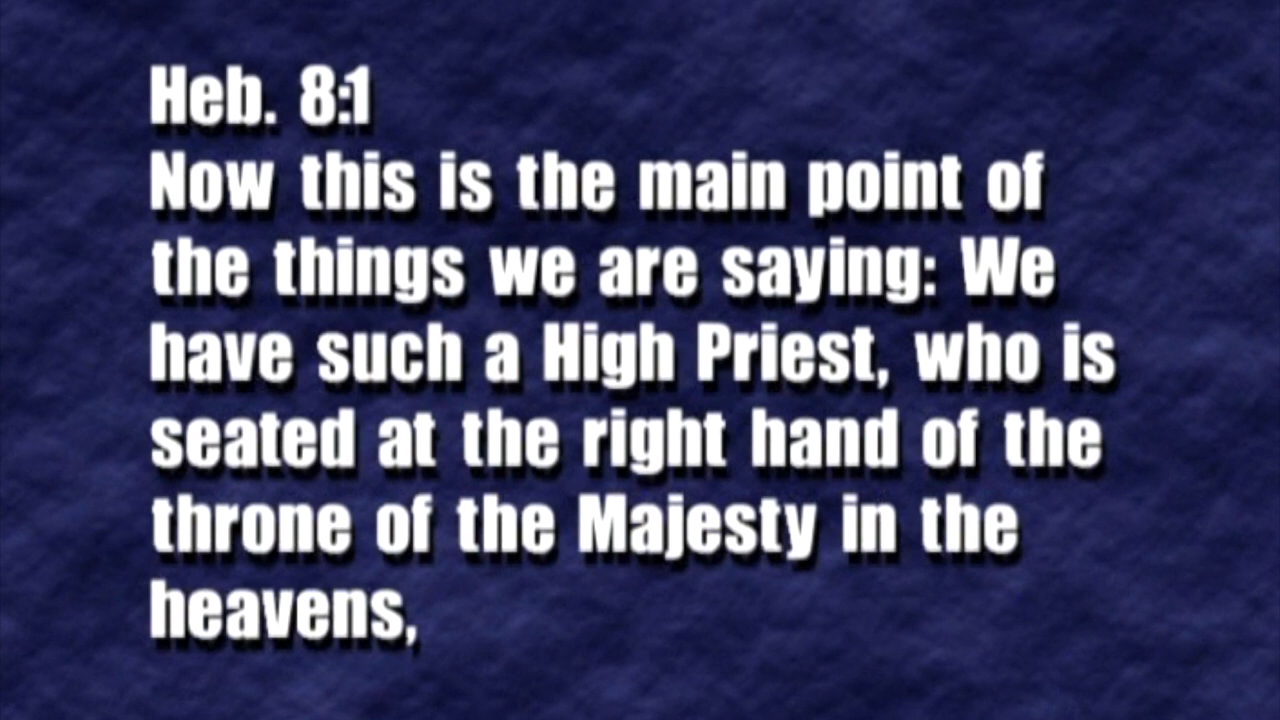 Heb. 8:1
Now this is the main point of
the things we are saying: We
have such a High Priest, who is
seated at the right hand of the
throne of the Majesty in the
heavens,